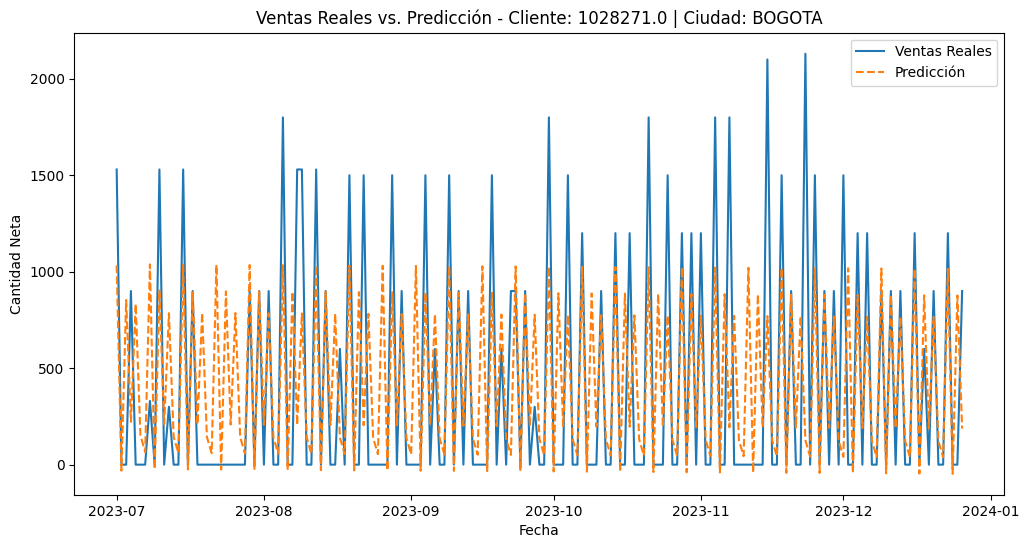 Ventas Reales vs. Predicción - Cliente: 1028271.0 | Ciudad: BOGOTA
Ventas Reales
Predicción
Cantidad Neta
2000
1500
1000
500
0
2023-07
2023-08
2023-09
2023-10
2023-11
2023-12
2024-01
Fecha